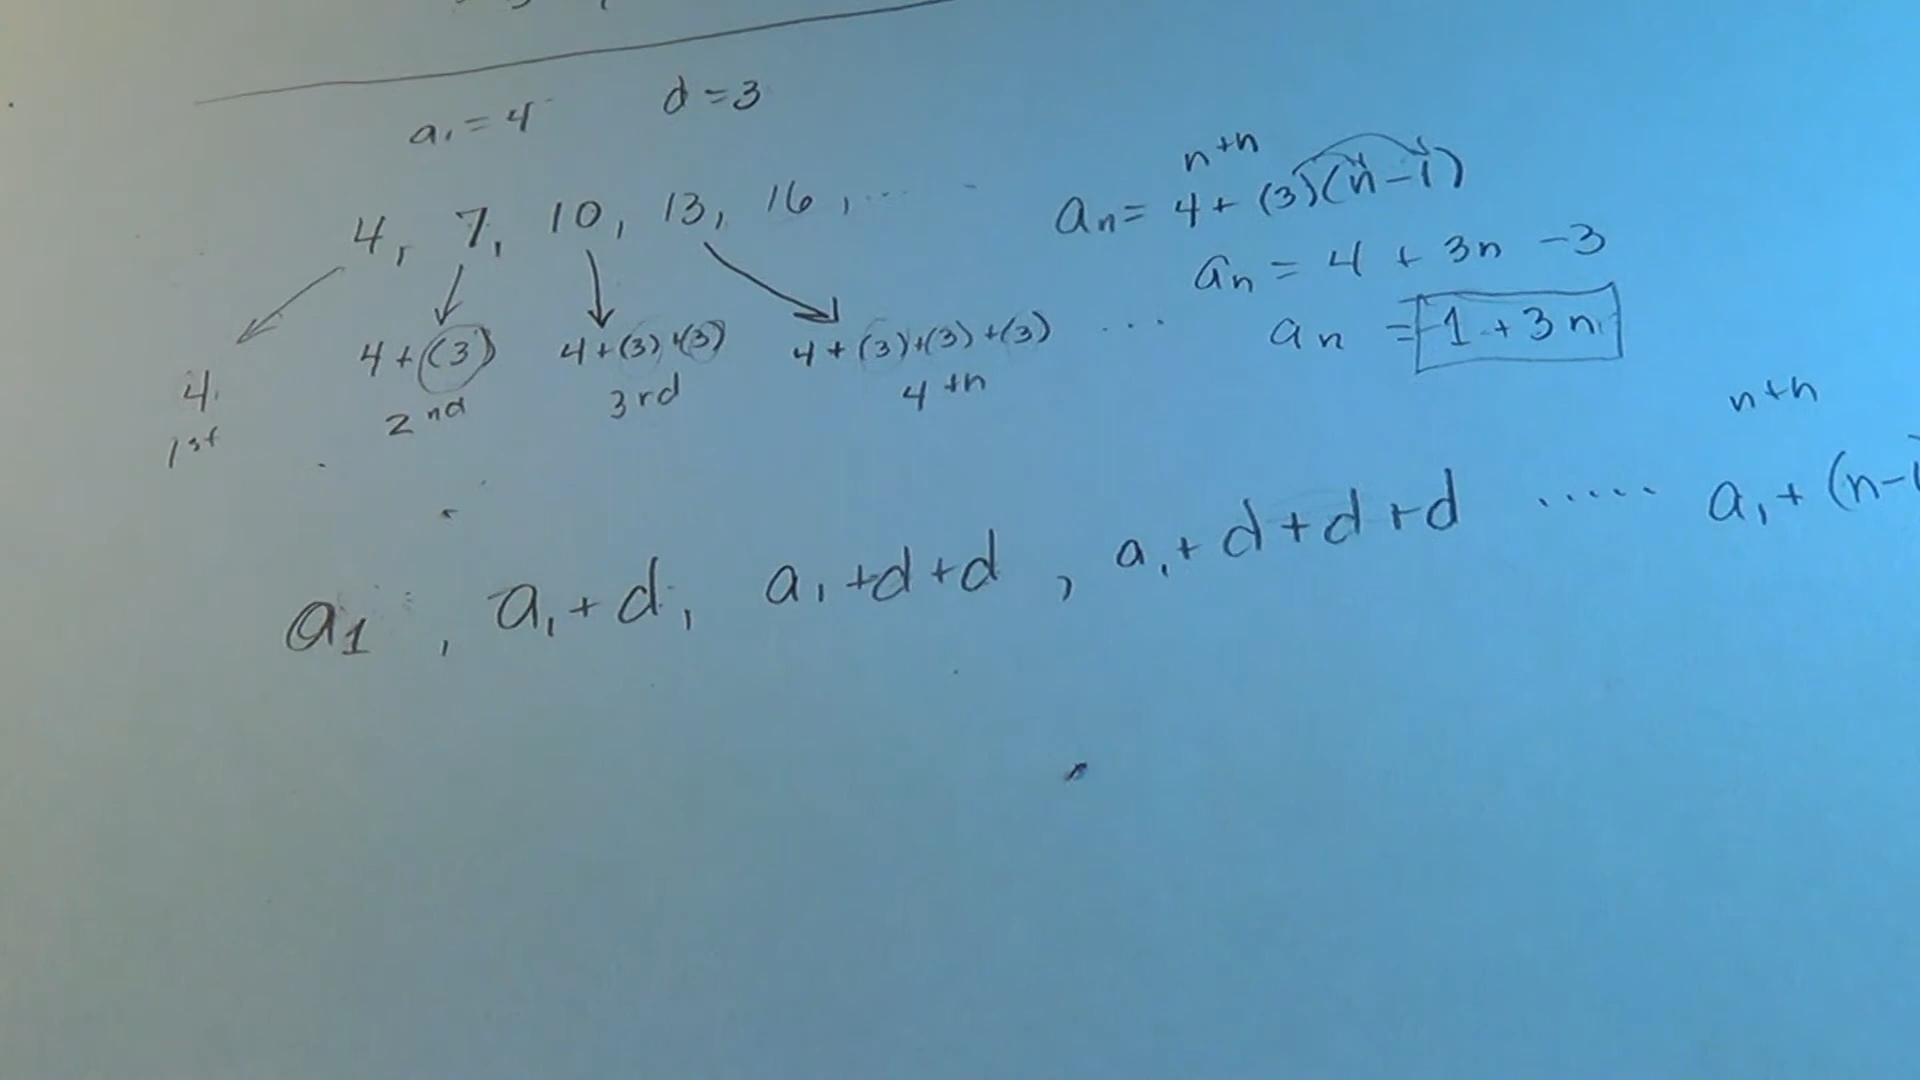 a₁ = 4 d = 3
4, 7, 10, 13, 16, ...
4 4 + (3) 4 + (3) + (3) 4 + (3) + (3) + (3) ...
1st 2nd 3rd 4th
nth
aₙ = 4 + (3)(n - 1)
aₙ = 4 + 3n - 3
aₙ = 1 + 3n
nth
a₁ , a₁ + d, a₁ + d + d , a₁ + d + d + d ..... a₁ + (n-1